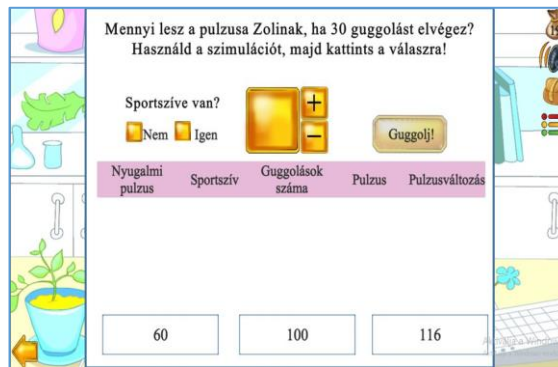 Mennyi lesz a pulzusa Zolinak, ha 30 guggolást elvégez?
Használd a szimulációt, majd kattints a válaszra!
Sportszíve van?
Nem Igen
+
−
Guggolj!
Nyugalmi pulzus Sportszív Guggolások száma Pulzus Pulzusváltozás
60 100 116